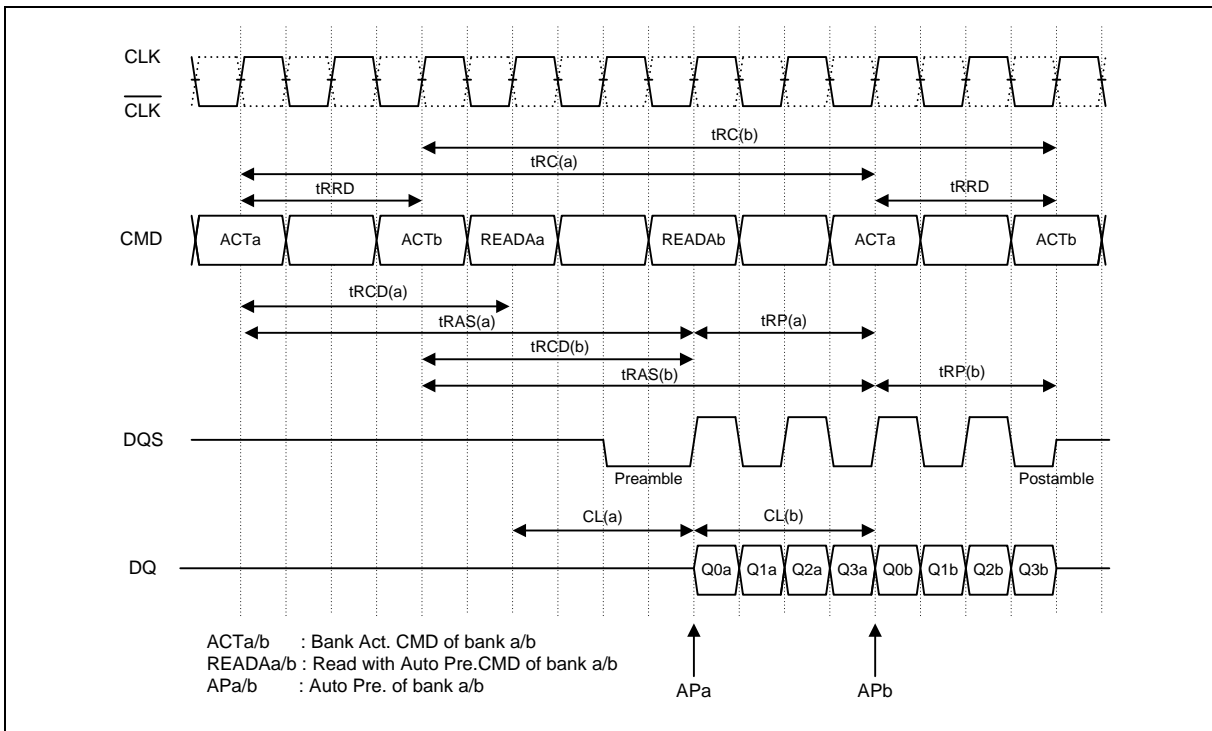 CLK
CLK
tRC(b)
tRC(a)
tRRD
tRRD
CMD
ACTa
ACTb
READAa
READAb
ACTa
ACTb
tRCD(a)
tRAS(a)
tRP(a)
tRCD(b)
tRAS(b)
tRP(b)
DQS
Preamble
Postamble
CL(a)
CL(b)
DQ
Q0a
Q1a
Q2a
Q3a
Q0b
Q1b
Q2b
Q3b
ACTa/b : Bank Act. CMD of bank a/b
READAa/b : Read with Auto Pre.CMD of bank a/b
APa/b : Auto Pre. of bank a/b
APa
APb